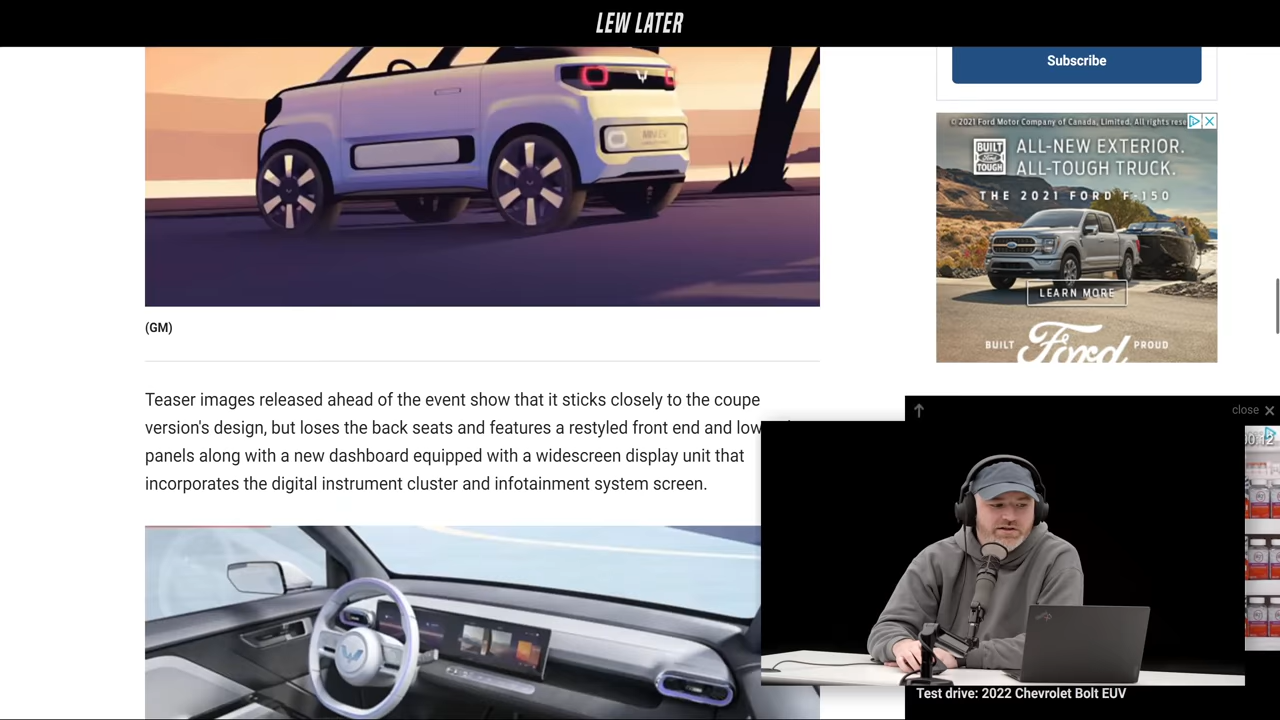 LEW LATER
Subscribe
© 2021 Ford Motor Company of Canada, Limited. All rights rese
BUILT
Ford
TOUGH
ALL-NEW EXTERIOR.
ALL-TOUGH TRUCK.
THE 2021 FORD F-150
LEARN MORE
BUILT Ford PROUD
MINI EV
(GM)
Teaser images released ahead of the event show that it sticks closely to the coupe
version's design, but loses the back seats and features a restyled front end and low
panels along with a new dashboard equipped with a widescreen display unit that
incorporates the digital instrument cluster and infotainment system screen.
close
00:12
Test drive: 2022 Chevrolet Bolt EUV